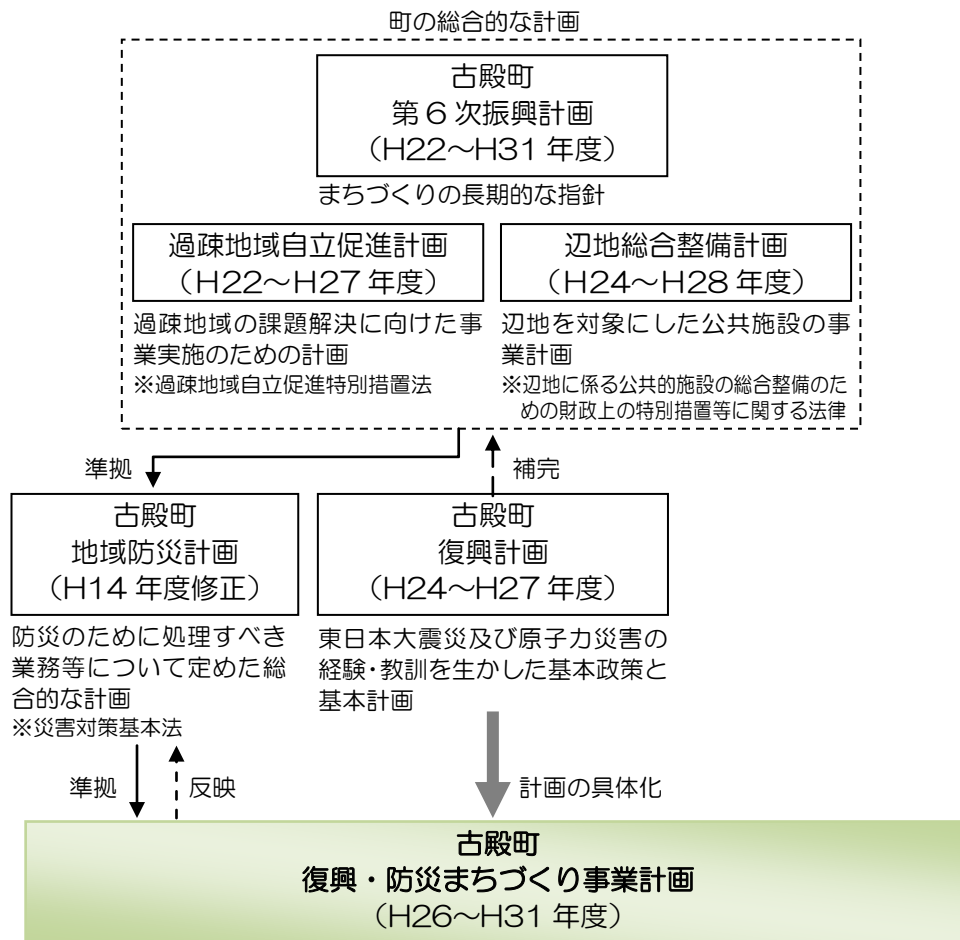 町の総合的な計画
古殿町
第6次振興計画
（H22～H31年度）
まちづくりの長期的な指針
過疎地域自立促進計画
（H22～H27年度）
過疎地域の課題解決に向けた事
業実施のための計画
※過疎地域自立促進特別措置法
辺地総合整備計画
（H24～H28年度）
辺地を対象にした公共施設の事
業計画
※辺地に係る公共的施設の総合整備のた
めの財政上の特別措置等に関する法律
準拠
補完
古殿町
地域防災計画
（H14年度修正）
防災のために処理すべき
業務等について定めた総
合的な計画
※災害対策基本法
古殿町
復興計画
（H24～H27年度）
東日本大震災及び原子力災害の
経験・教訓を生かした基本政策と
基本計画
準拠
反映
計画の具体化
古殿町
復興・防災まちづくり事業計画
（H26～H31年度）